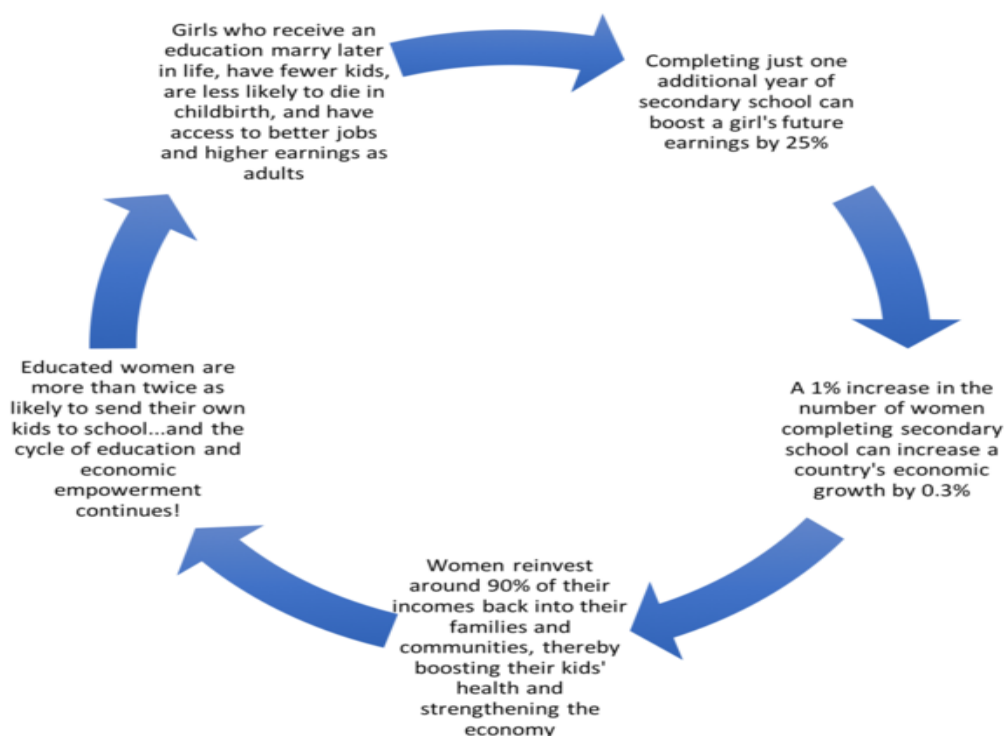 Girls who receive an
education marry later
in life, have fewer kids,
are less likely to die in
childbirth, and have
access to better jobs
and higher earnings as
adults
Completing just one
additional year of
secondary school can
boost a girl's future
earnings by 25%
A 1% increase in the
number of women
completing secondary
school can increase a
country's economic
growth by 0.3%
Women reinvest
around 90% of their
incomes back into their
families and
communities, thereby
boosting their kids'
health and
strengthening the
economy
Educated women are
more than twice as
likely to send their own
kids to school...and the
cycle of education and
economic
empowerment
continues!